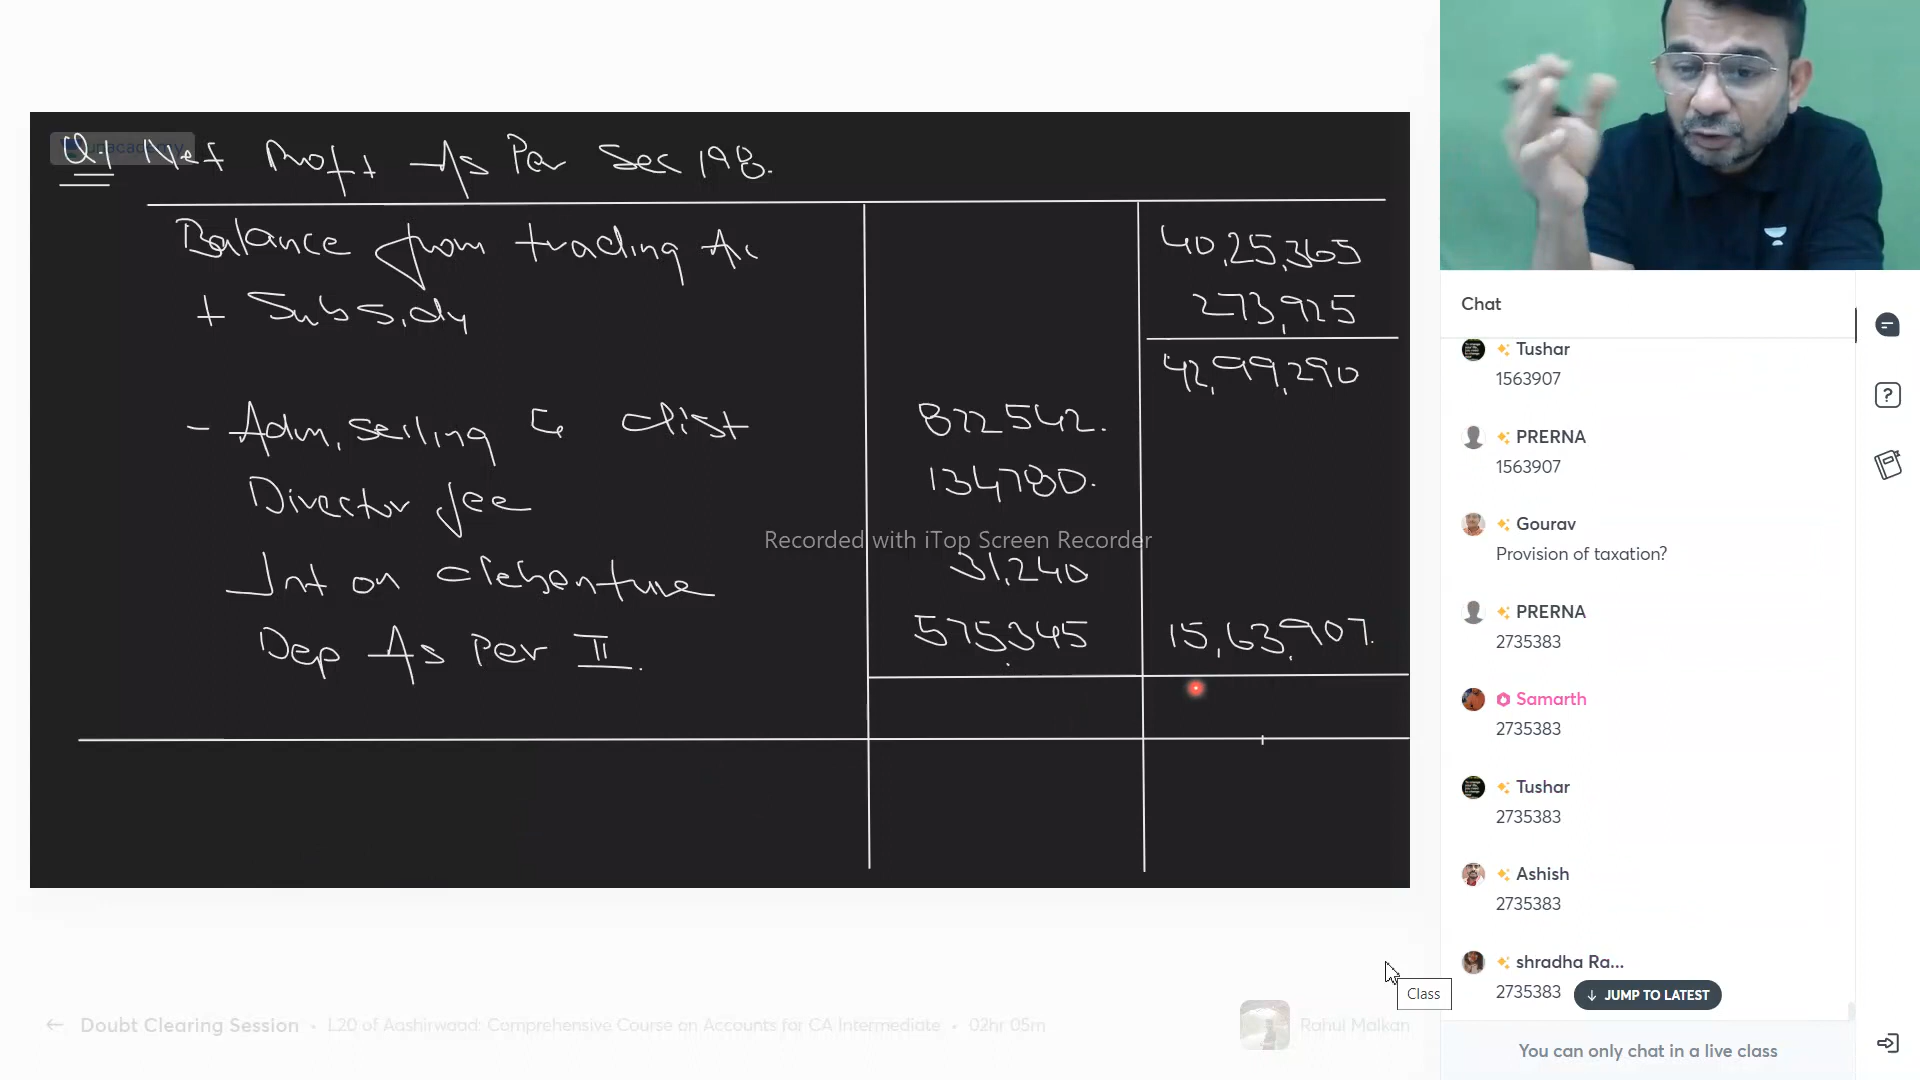 unacademy
Q.1 Net Profit As Per Sec 198.
Balance from trading A/c 40,25,365
+ Subsidy 273,925
42,99,290
- Adm, selling & dist 822542.
Director fee 134780.
Recorded with iTop Screen Recorder
Int on debenture 31,240
Dep As Per II. 575,345 15,63,907.
Doubt Clearing Session • L20 of Aashirwaad: Comprehensive Course on Accounts for CA Intermediate • 02hr 05m
Rahul Malkan
Class
Chat
Tushar
1563907
PRERNA
1563907
Gourav
Provision of taxation?
PRERNA
2735383
Samarth
2735383
Tushar
2735383
Ashish
2735383
shradha Ra...
2735383
↓ JUMP TO LATEST
You can only chat in a live class